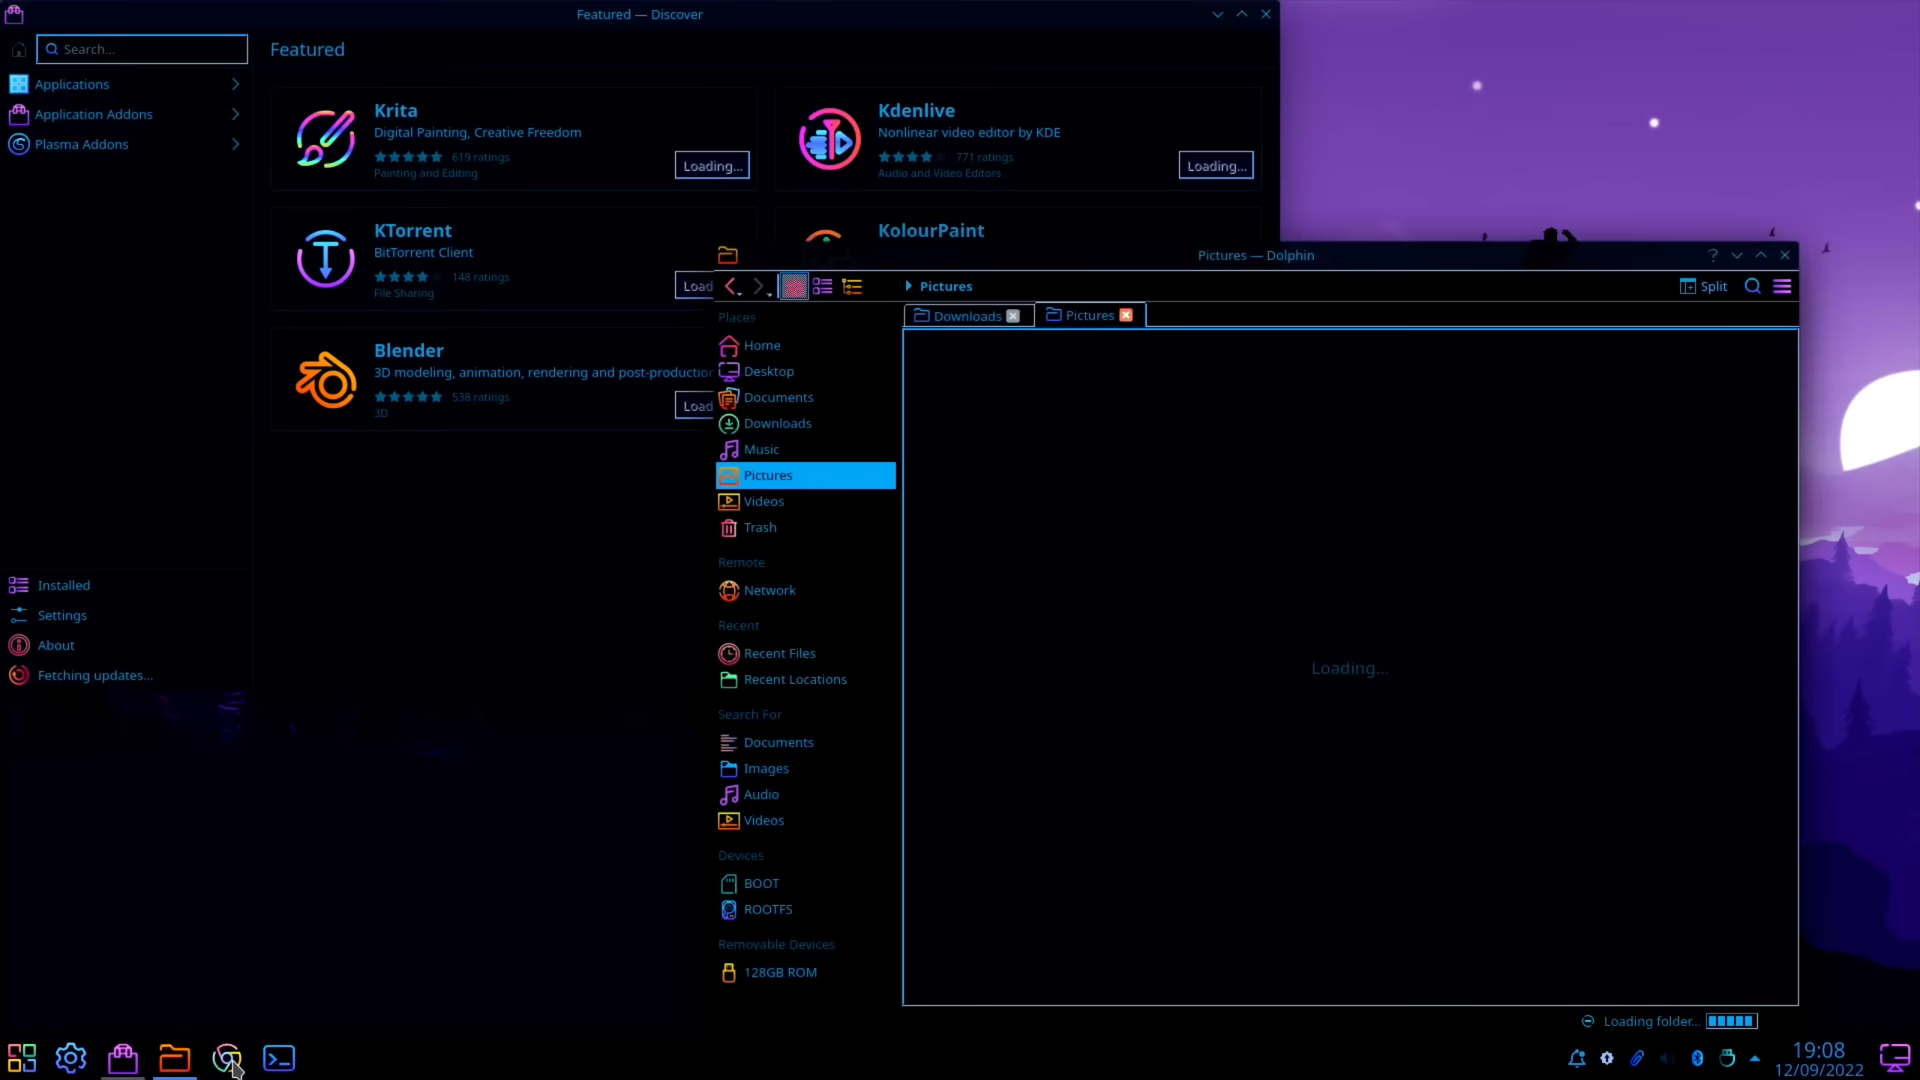 Featured — Discover
Search...
Applications
Application Addons
Plasma Addons
Installed
Settings
About
Fetching updates...
Featured
Krita
Digital Painting, Creative Freedom
619 ratings
Painting and Editing
Loading...
Kdenlive
Nonlinear video editor by KDE
771 ratings
Audio and Video Editors
Loading...
KTorrent
BitTorrent Client
148 ratings
File Sharing
Load
KolourPaint
Blender
3D modeling, animation, rendering and post-production
538 ratings
3D
Load
Pictures — Dolphin
?
Pictures
Split
Downloads
Pictures
Places
Home
Desktop
Documents
Downloads
Music
Pictures
Videos
Trash
Remote
Network
Recent
Recent Files
Recent Locations
Search For
Documents
Images
Audio
Videos
Devices
BOOT
ROOTFS
Removable Devices
128GB ROM
Loading...
Loading folder...
19:08
12/09/2022